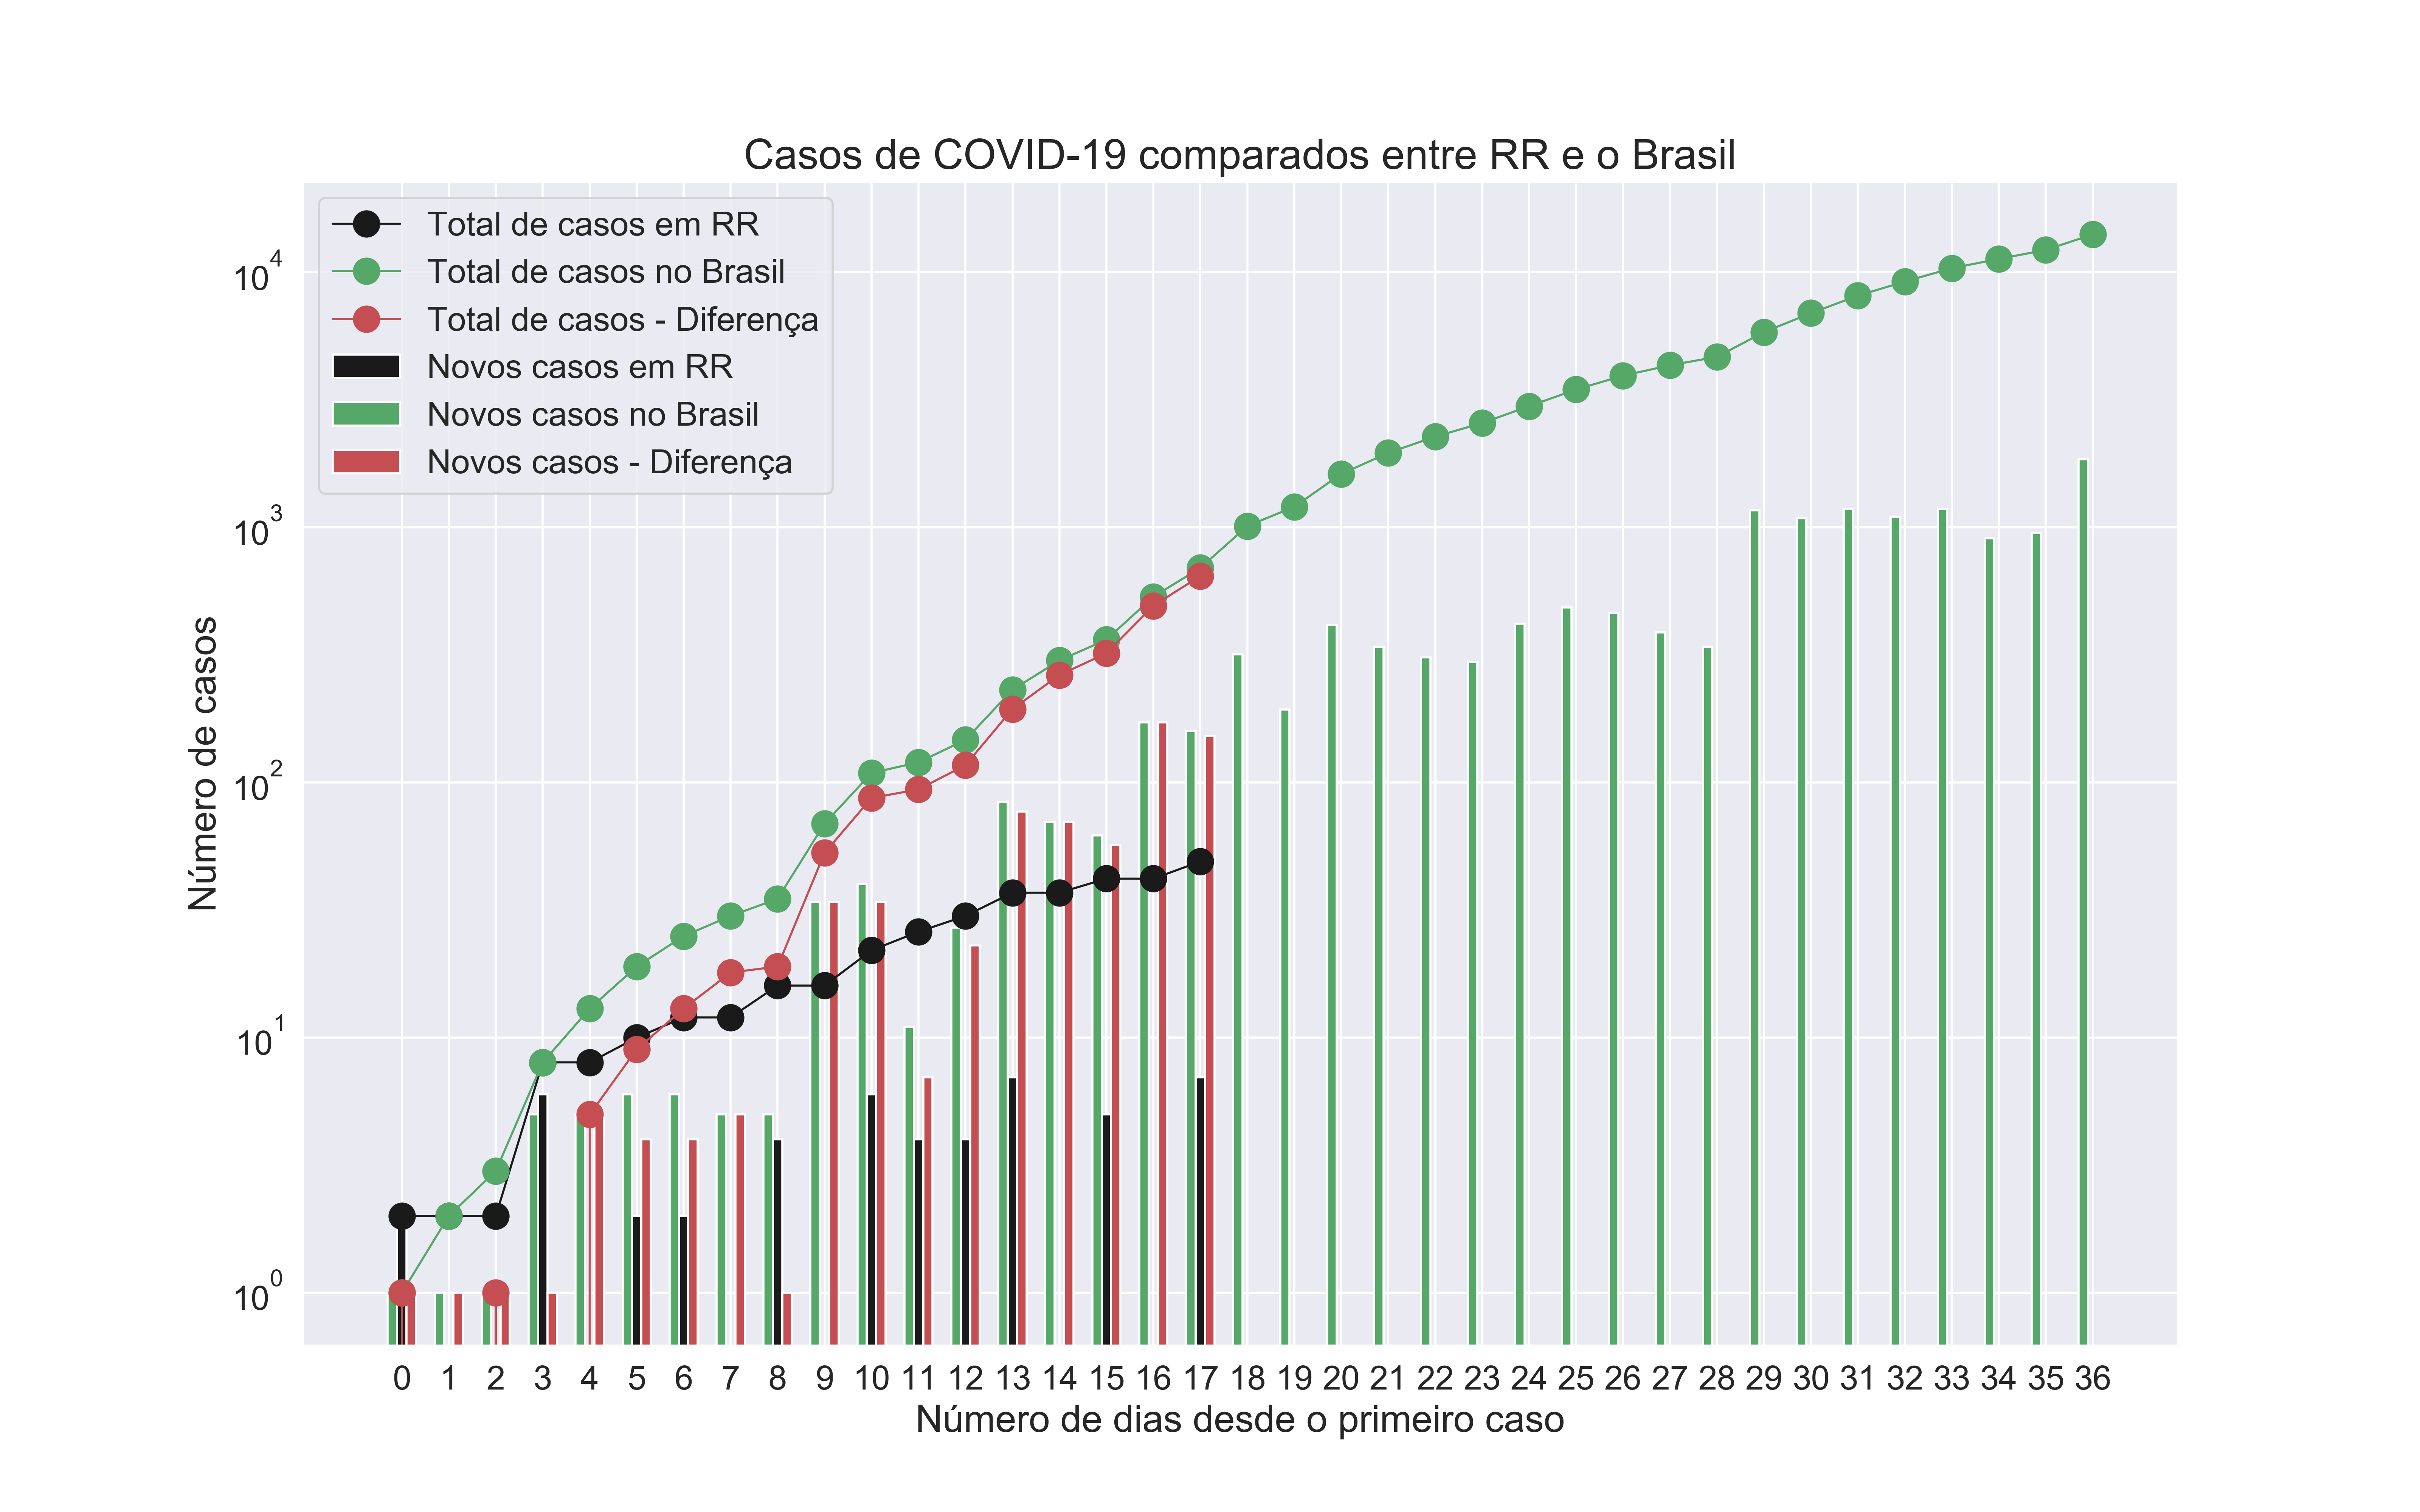 Casos de COVID-19 comparados entre RR e o Brasil
Total de casos em RR
Total de casos no Brasil
Total de casos - Diferença
Novos casos em RR
Novos casos no Brasil
Novos casos - Diferença
Número de casos
10^4
10^3
10^2
10^1
10^0
0 1 2 3 4 5 6 7 8 9 10 11 12 13 14 15 16 17 18 19 20 21 22 23 24 25 26 27 28 29 30 31 32 33 34 35 36
Número de dias desde o primeiro caso